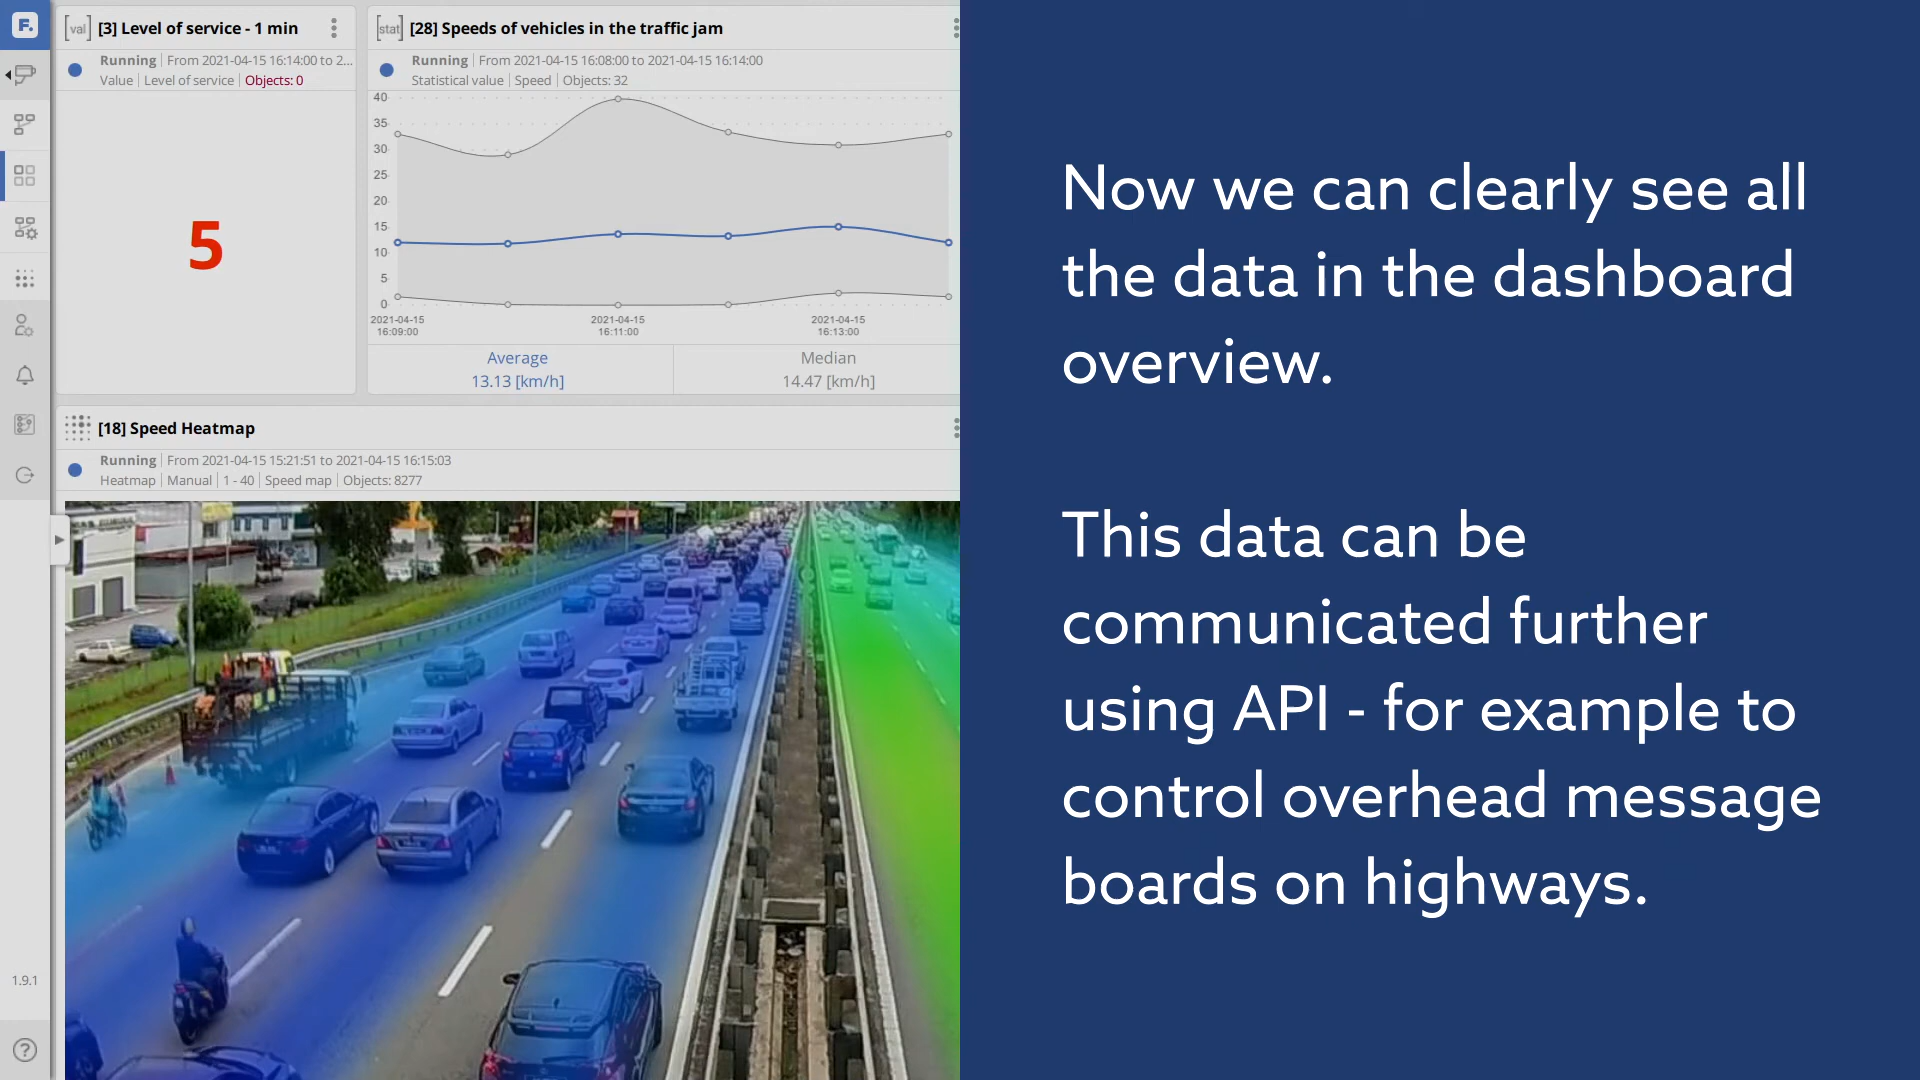 F.
[val] [3] Level of service - 1 min
Running | From 2021-04-15 16:14:00 to 2...
Value | Level of service | Objects: 0
5
[stat] [28] Speeds of vehicles in the traffic jam
Running | From 2021-04-15 16:08:00 to 2021-04-15 16:14:00
Statistical value | Speed | Objects: 32
40
35
30
25
20
15
10
5
0
2021-04-15 2021-04-15 2021-04-15
16:09:00 16:11:00 16:13:00
Average Median
13.13 [km/h] 14.47 [km/h]
[18] Speed Heatmap
Running | From 2021-04-15 15:21:51 to 2021-04-15 16:15:03
Heatmap | Manual | 1 - 40 | Speed map | Objects: 8277
1.9.1
?
Now we can clearly see all
the data in the dashboard
overview.
This data can be
communicated further
using API - for example to
control overhead message
boards on highways.